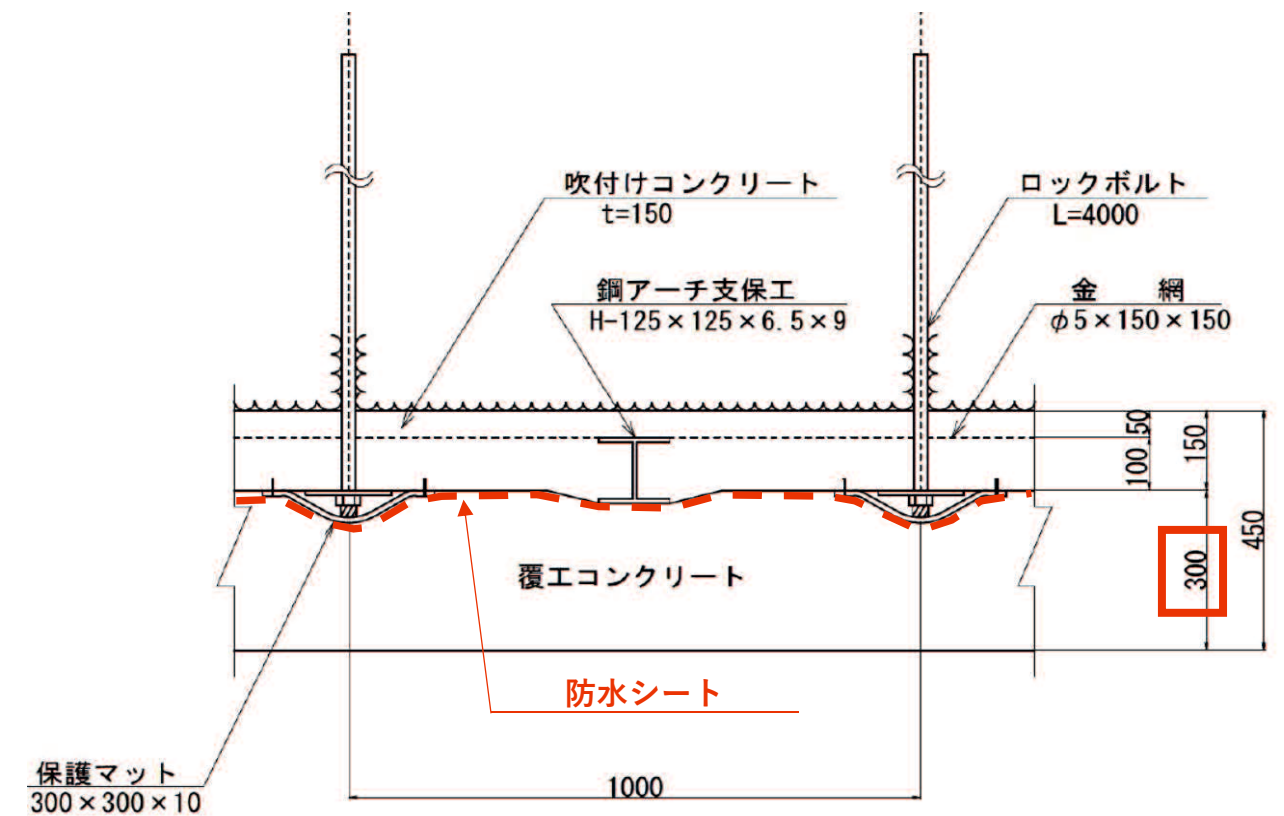 吹付けコンクリート
t=150
ロックボルト
L=4000
鋼アーチ支保工
H-125×125×6.5×9
金 網
φ5×150×150
50
100
150
300
450
覆工コンクリート
防水シート
保護マット
300×300×10
1000